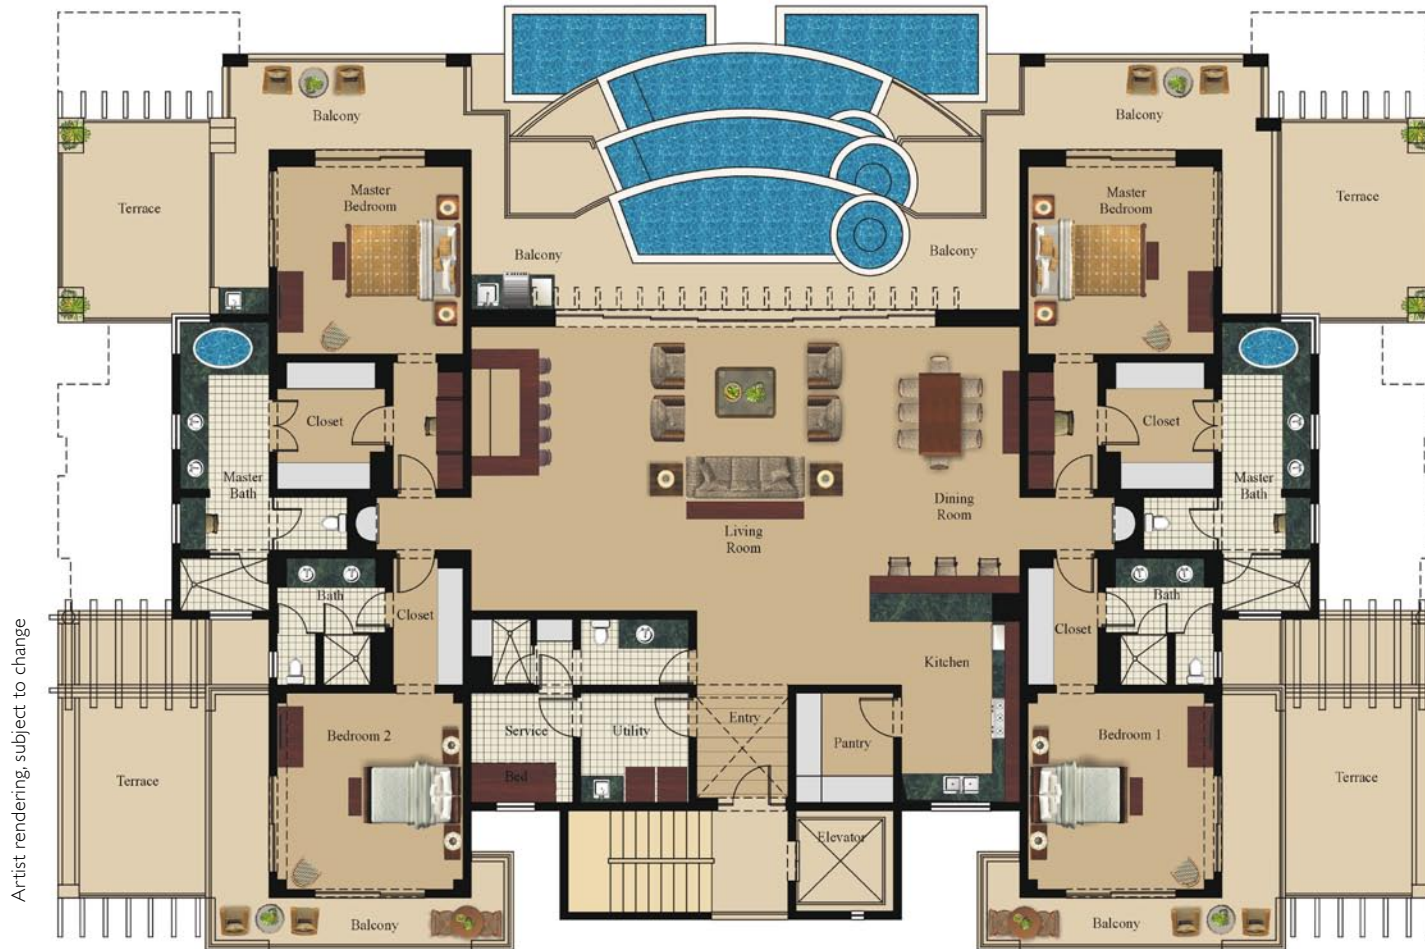 Balcony
Balcony
Terrace
Master
Bedroom
Master
Bedroom
Terrace
Balcony
Balcony
Closet
Closet
Master
Bath
Master
Bath
Dining
Room
Living
Room
Bath
Closet
Closet
Bath
Kitchen
Bedroom 2
Service
Utility
Entry
Pantry
Bedroom 1
Terrace
Bed
Terrace
Elevator
Balcony
Balcony
Artist rendering, subject to change